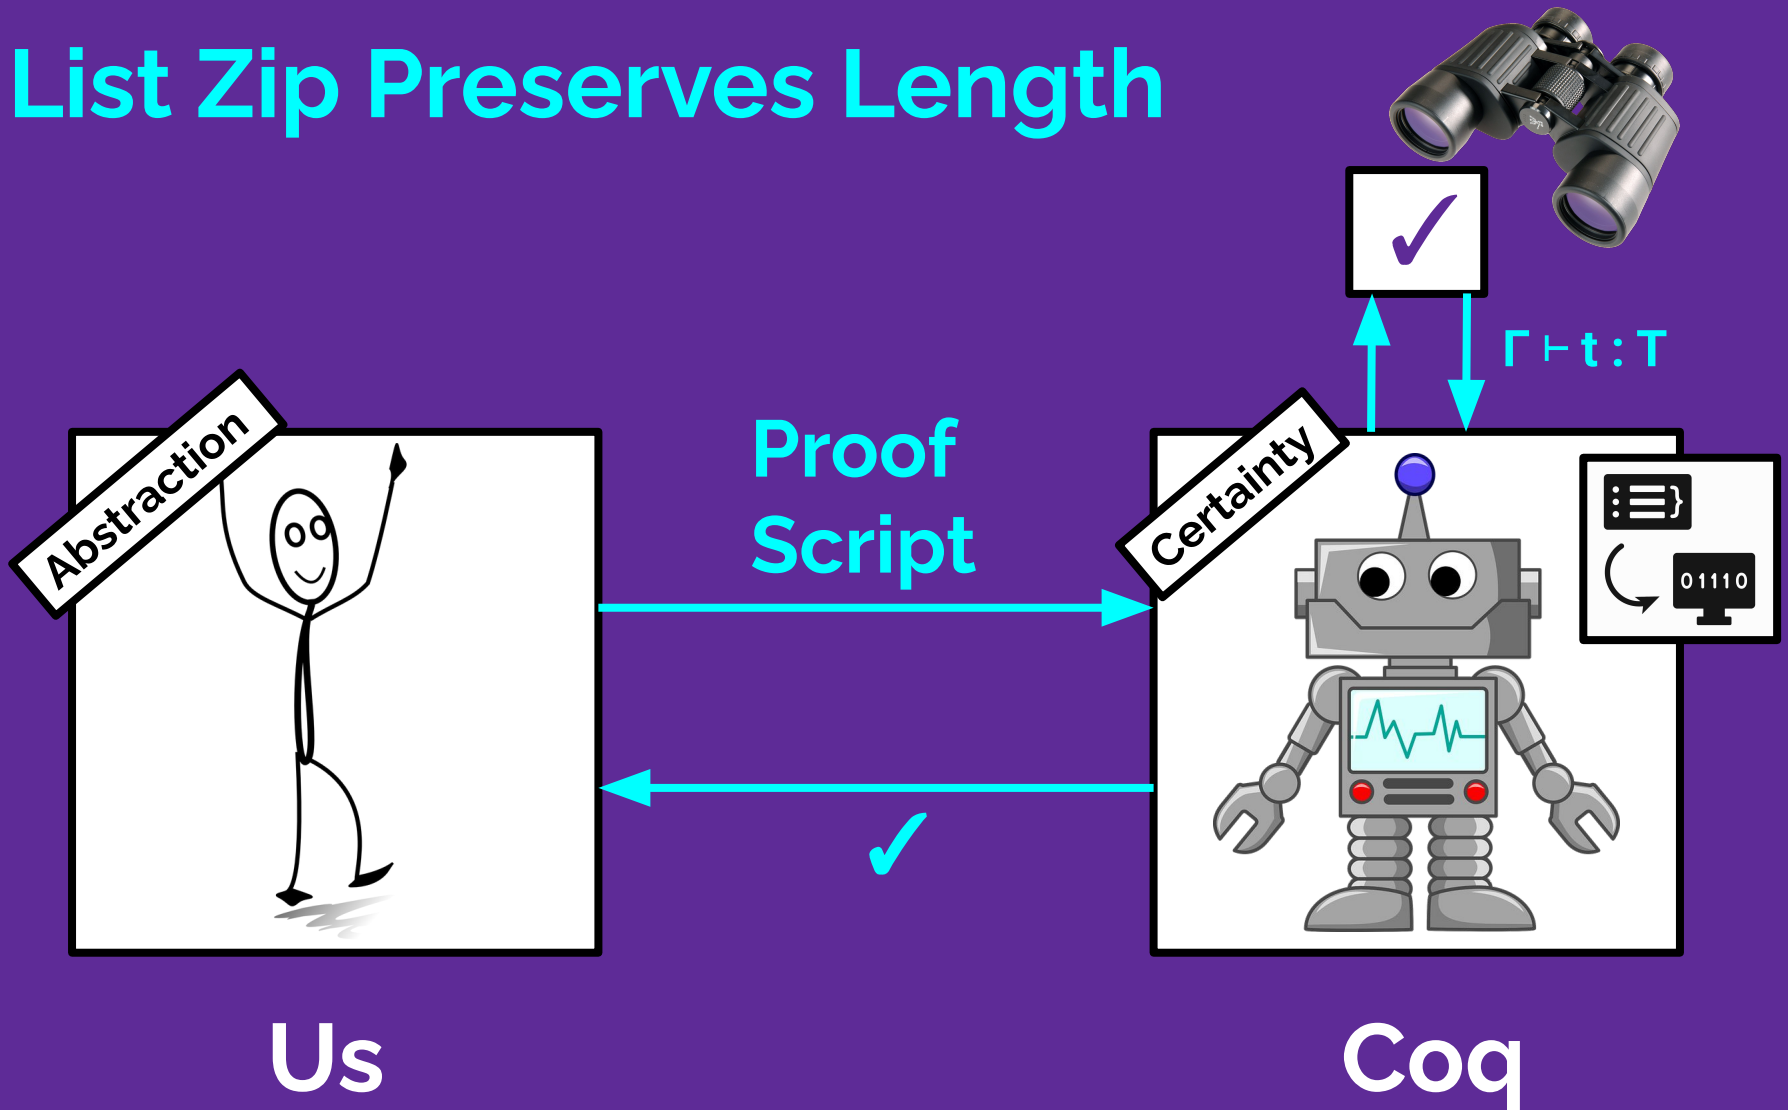 List Zip Preserves Length
✓
Γ ⊢ t : T
Abstraction
Proof
Script
Certainty
01110
✓
Us
Coq